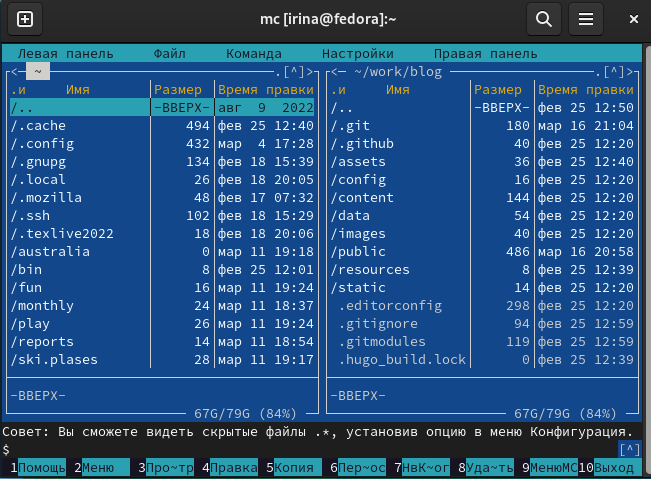 mc [irina@fedora]:~
Левая панель Файл Команда Настройки Правая панель
<─ ~ .[^]> <─ ~/work/blog .[^]>
.и Имя Размер Время правки .и Имя Размер Время правки
/.. -ВВЕРХ- авг 9 2022 /.. -ВВЕРХ- фев 25 12:50
/.cache 494 фев 25 12:40 /.git 180 мар 16 21:04
/.config 432 мар 4 17:28 /.github 40 фев 25 12:20
/.gnupg 134 фев 18 15:39 /assets 36 фев 25 12:40
/.local 26 фев 18 20:05 /config 16 фев 25 12:20
/.mozilla 48 фев 17 07:32 /content 144 фев 25 12:20
/.ssh 102 фев 18 15:29 /data 54 фев 25 12:20
/.texlive2022 18 фев 18 20:06 /images 40 фев 25 12:20
/australia 0 мар 11 19:18 /public 486 мар 16 20:58
/bin 8 фев 25 12:01 /resources 8 фев 25 12:39
/fun 16 мар 11 19:24 /static 14 фев 25 12:20
/monthly 24 мар 11 18:37 .editorconfig 298 фев 25 12:20
/play 26 мар 11 19:24 .gitignore 94 фев 25 12:59
/reports 14 мар 11 18:54 .gitmodules 119 фев 25 12:59
/ski.plases 28 мар 11 19:17 .hugo_build.lock 0 фев 25 12:39
-ВВЕРХ- -ВВЕРХ-
67G/79G (84%) 67G/79G (84%)
Совет: Вы сможете видеть скрытые файлы .*, установив опцию в меню Конфигурация.
$ [^]
1Помощь 2Меню 3Про~тр 4Правка 5Копия 6Пер~ос 7НвК~ог 8Уда~ть 9МенюMC 10Выход